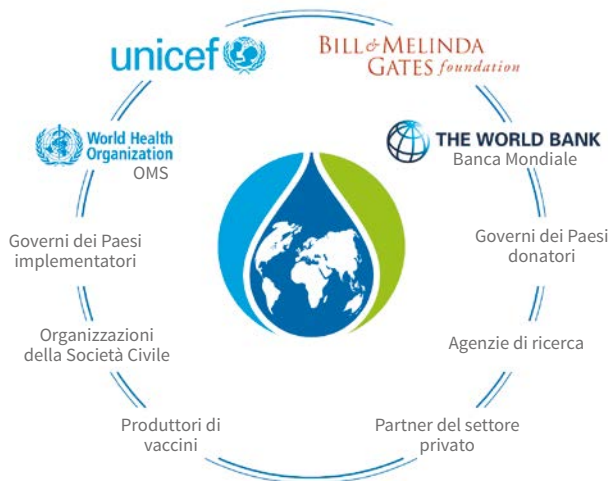 unicef
BILL & MELINDA
GATES foundation
World Health
Organization
OMS
THE WORLD BANK
Banca Mondiale
Governi dei Paesi
implementatori
Governi dei Paesi
donatori
Organizzazioni
della Società Civile
Agenzie di ricerca
Produttori di
vaccini
Partner del settore
privato